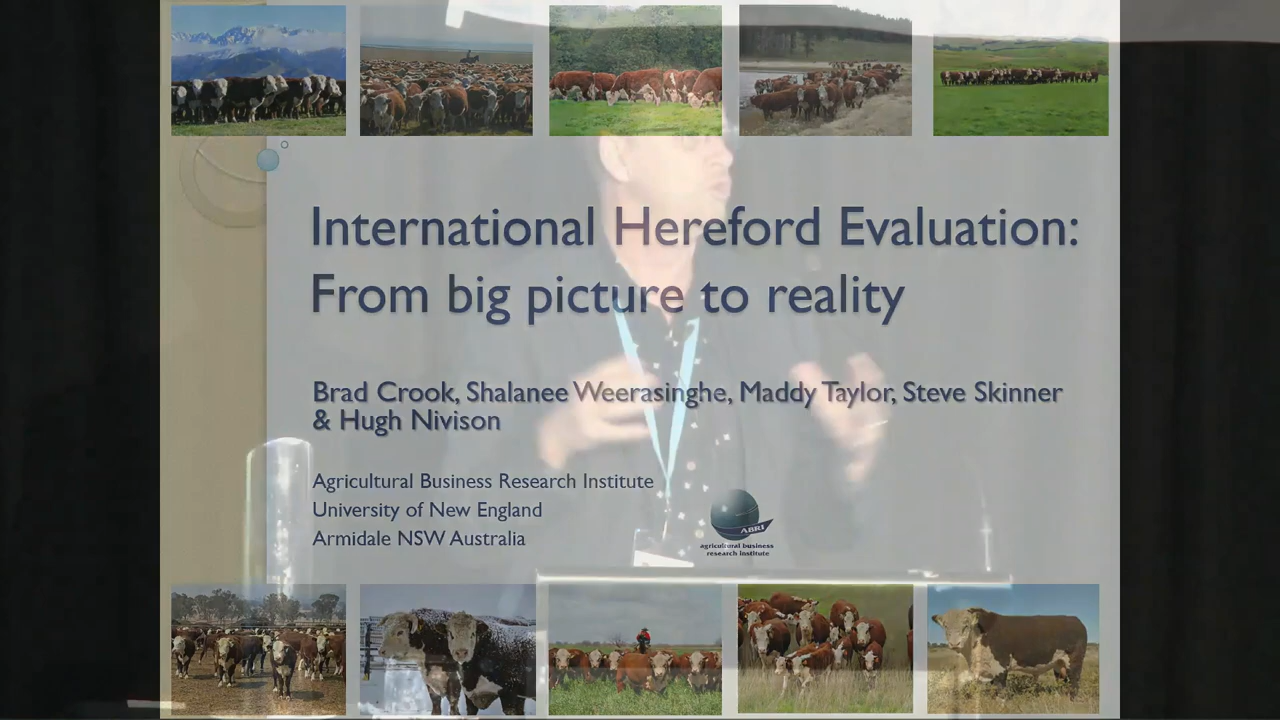 International Hereford Evaluation:
From big picture to reality
Brad Crook, Shalanee Weerasinghe, Maddy Taylor, Steve Skinner
& Hugh Nivison
Agricultural Business Research Institute
University of New England
Armidale NSW Australia
ABRI
agricultural business
research institute